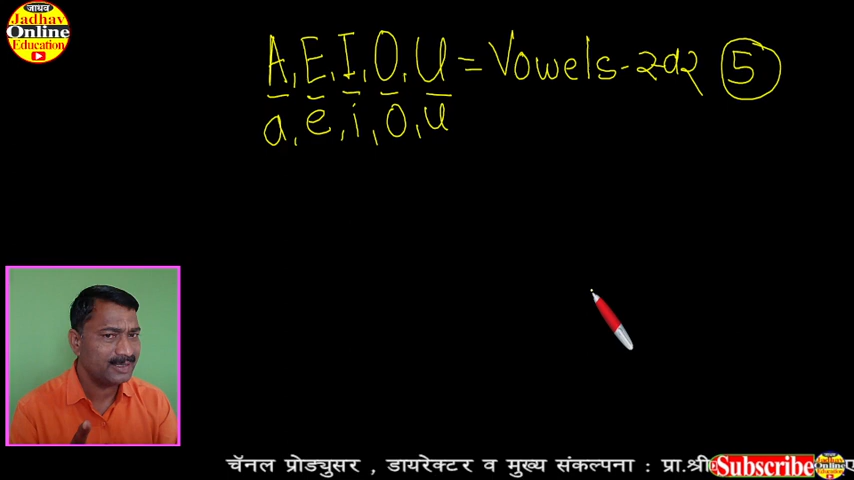 जाधव
Jadhav
Online
Education
A, E, I, O, U = Vowels - स्वर 5
a, e, i, o, u
चॅनल प्रोड्युसर , डायरेक्टर व मुख्य संकल्पना : प्रा.श्री
Subscribe